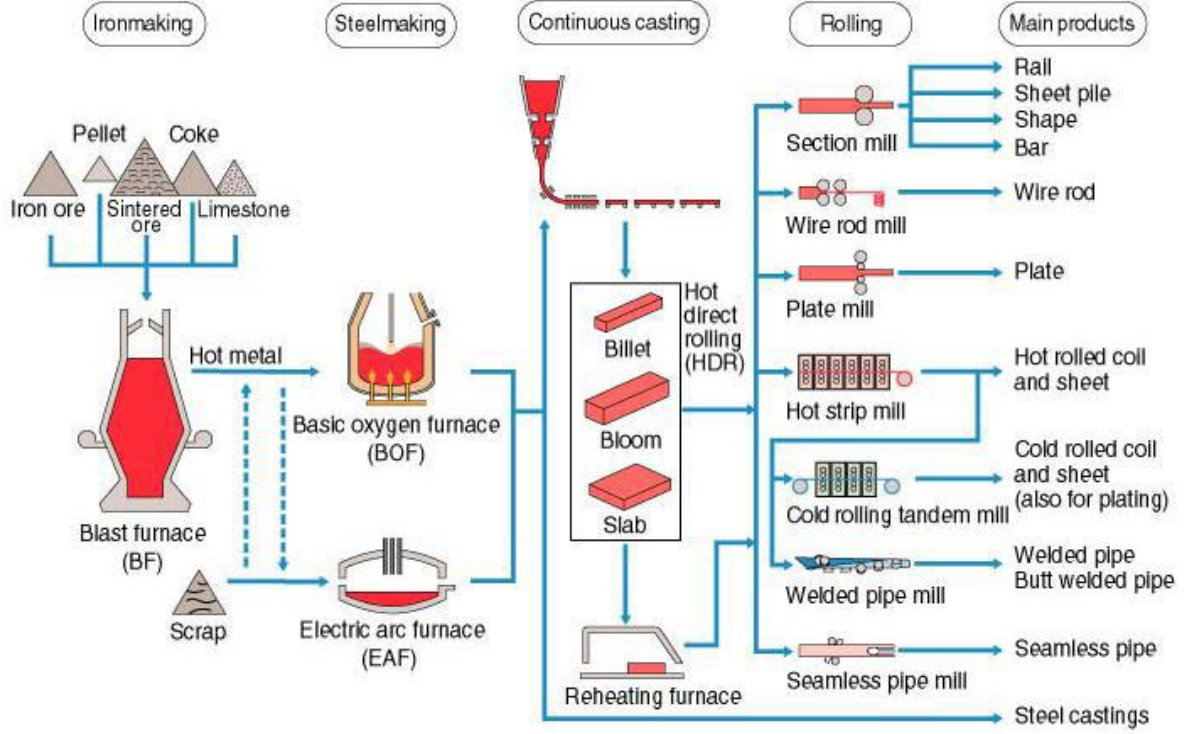 Ironmaking
Steelmaking
Continuous casting
Rolling
Main products
Pellet
Coke
Iron ore
Sintered
ore
Limestone
Hot metal
Blast furnace
(BF)
Scrap
Basic oxygen furnace
(BOF)
Electric arc furnace
(EAF)
Billet
Bloom
Slab
Hot
direct
rolling
(HDR)
Reheating furnace
Section mill
Wire rod mill
Plate mill
Hot strip mill
Cold rolling tandem mill
Welded pipe mill
Seamless pipe mill
Rail
Sheet pile
Shape
Bar
Wire rod
Plate
Hot rolled coil
and sheet
Cold rolled coil
and sheet
(also for plating)
Welded pipe
Butt welded pipe
Seamless pipe
Steel castings